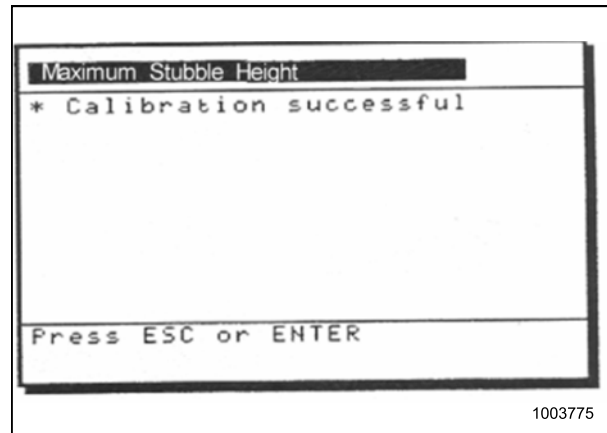 Maximum Stubble Height
* Calibration successful
Press ESC or ENTER
1003775